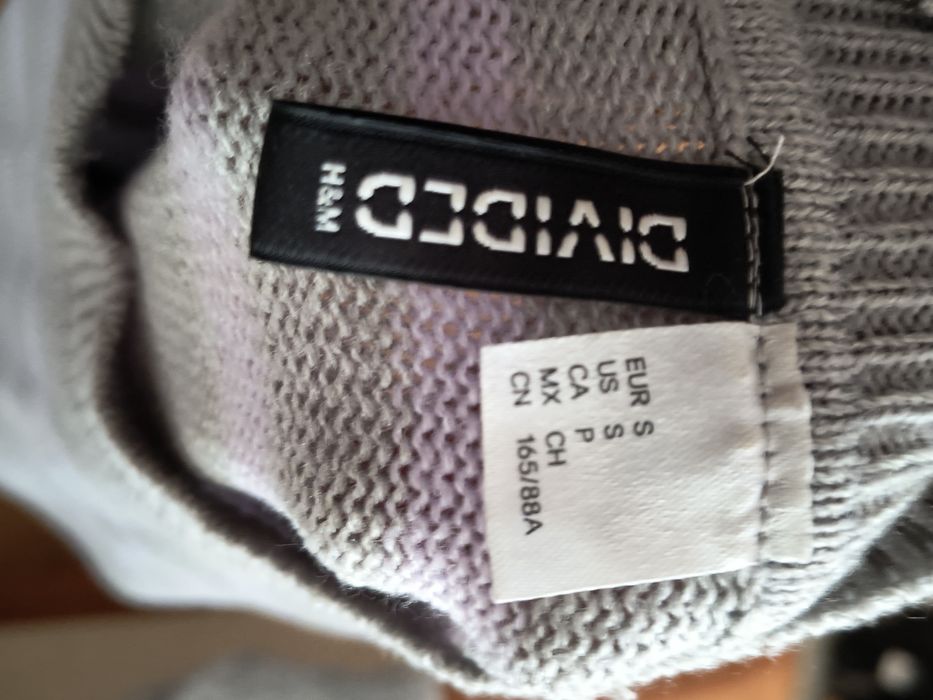 DIVIDED
H&M
EUR S
US S
CA P
MX CH
CN 165/88A